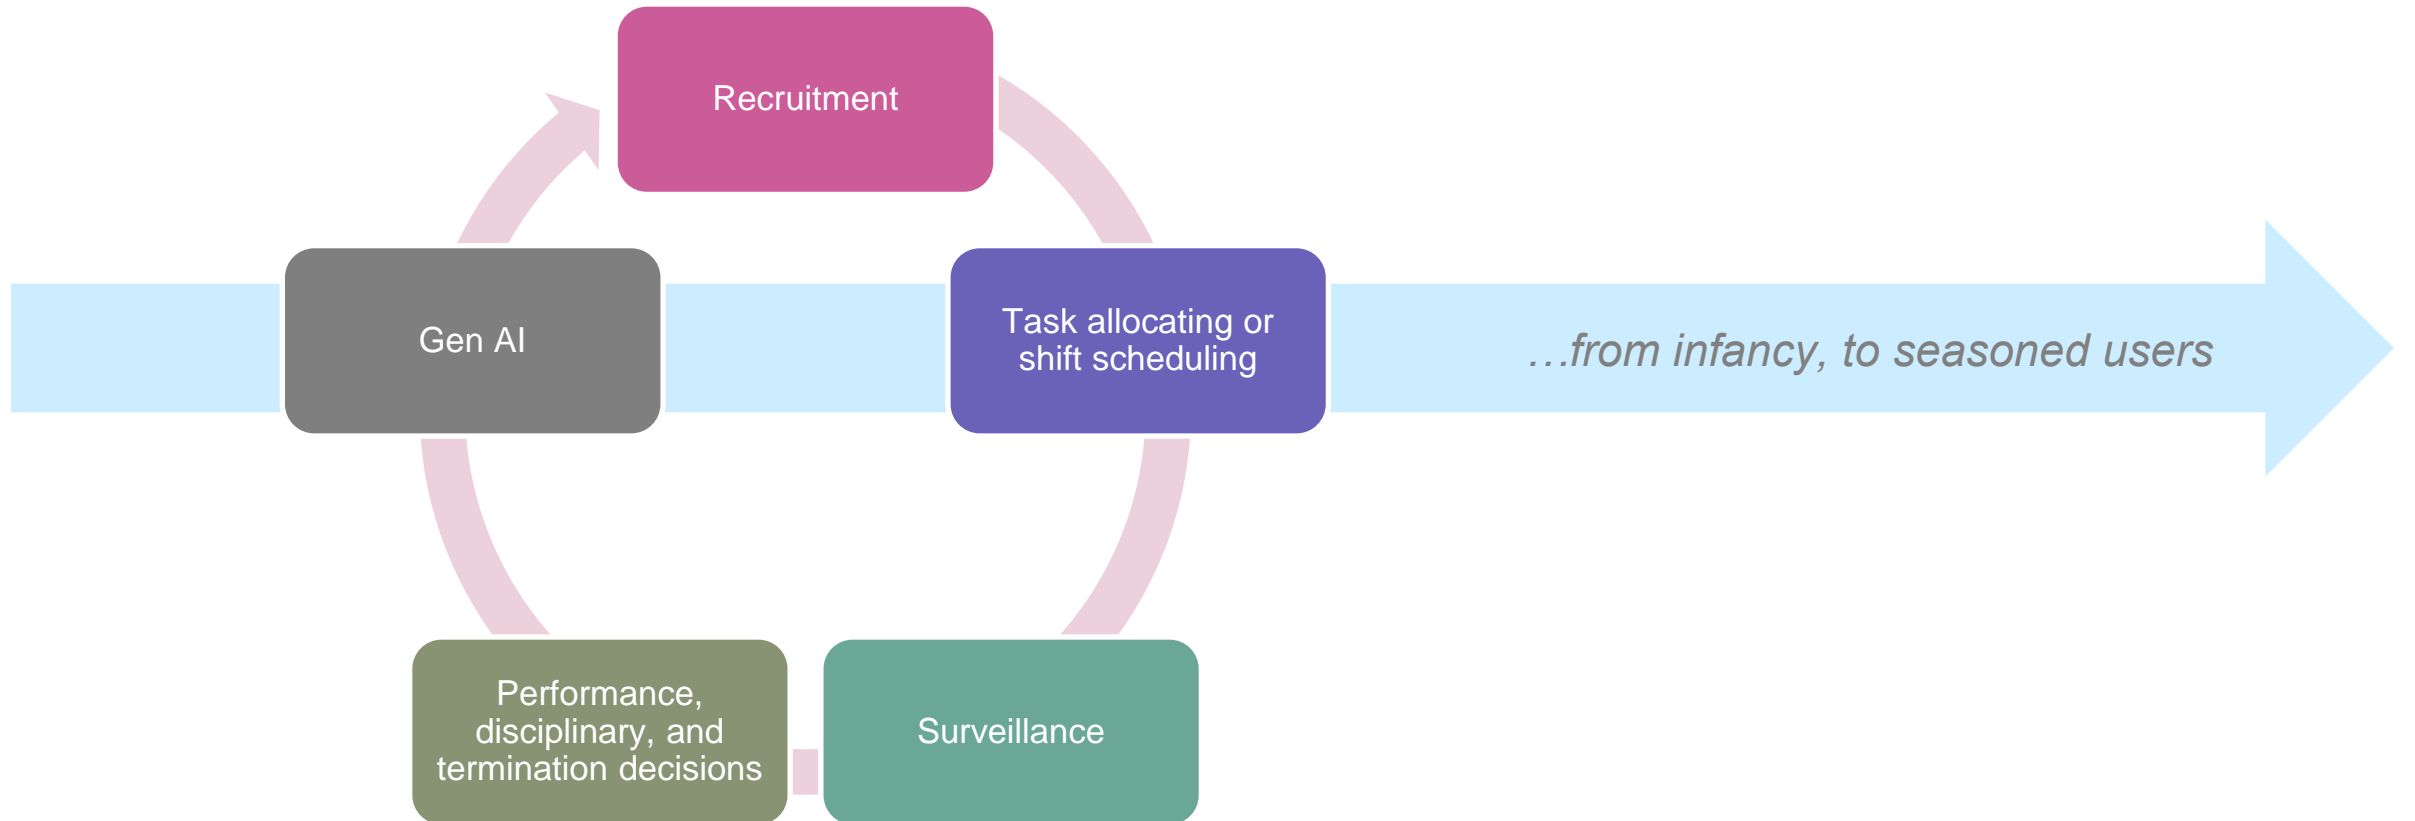 Recruitment
Gen AI
Task allocating or
shift scheduling
…from infancy, to seasoned users
Performance,
disciplinary, and
termination decisions
Surveillance